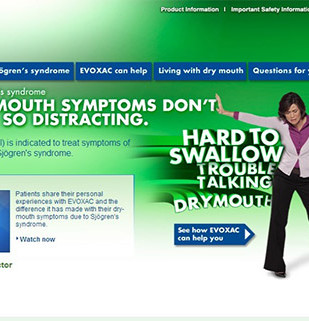 Product Information | Important Safety Informatio
jögren's syndrome
EVOXAC can help
Living with dry mouth
Questions for y
s syndrome
MOUTH SYMPTOMS DON'T
SO DISTRACTING.
l) is indicated to treat symptoms of
Sjögren's syndrome.
HARD TO
SWALLOW
TROUBLE
TALKING
DRY MOUTH
Patients share their personal
experiences with EVOXAC and the
difference it has made with their dry-
mouth symptoms due to Sjögren's
syndrome.
Watch now
See how EVOXAC
can help you
ctor